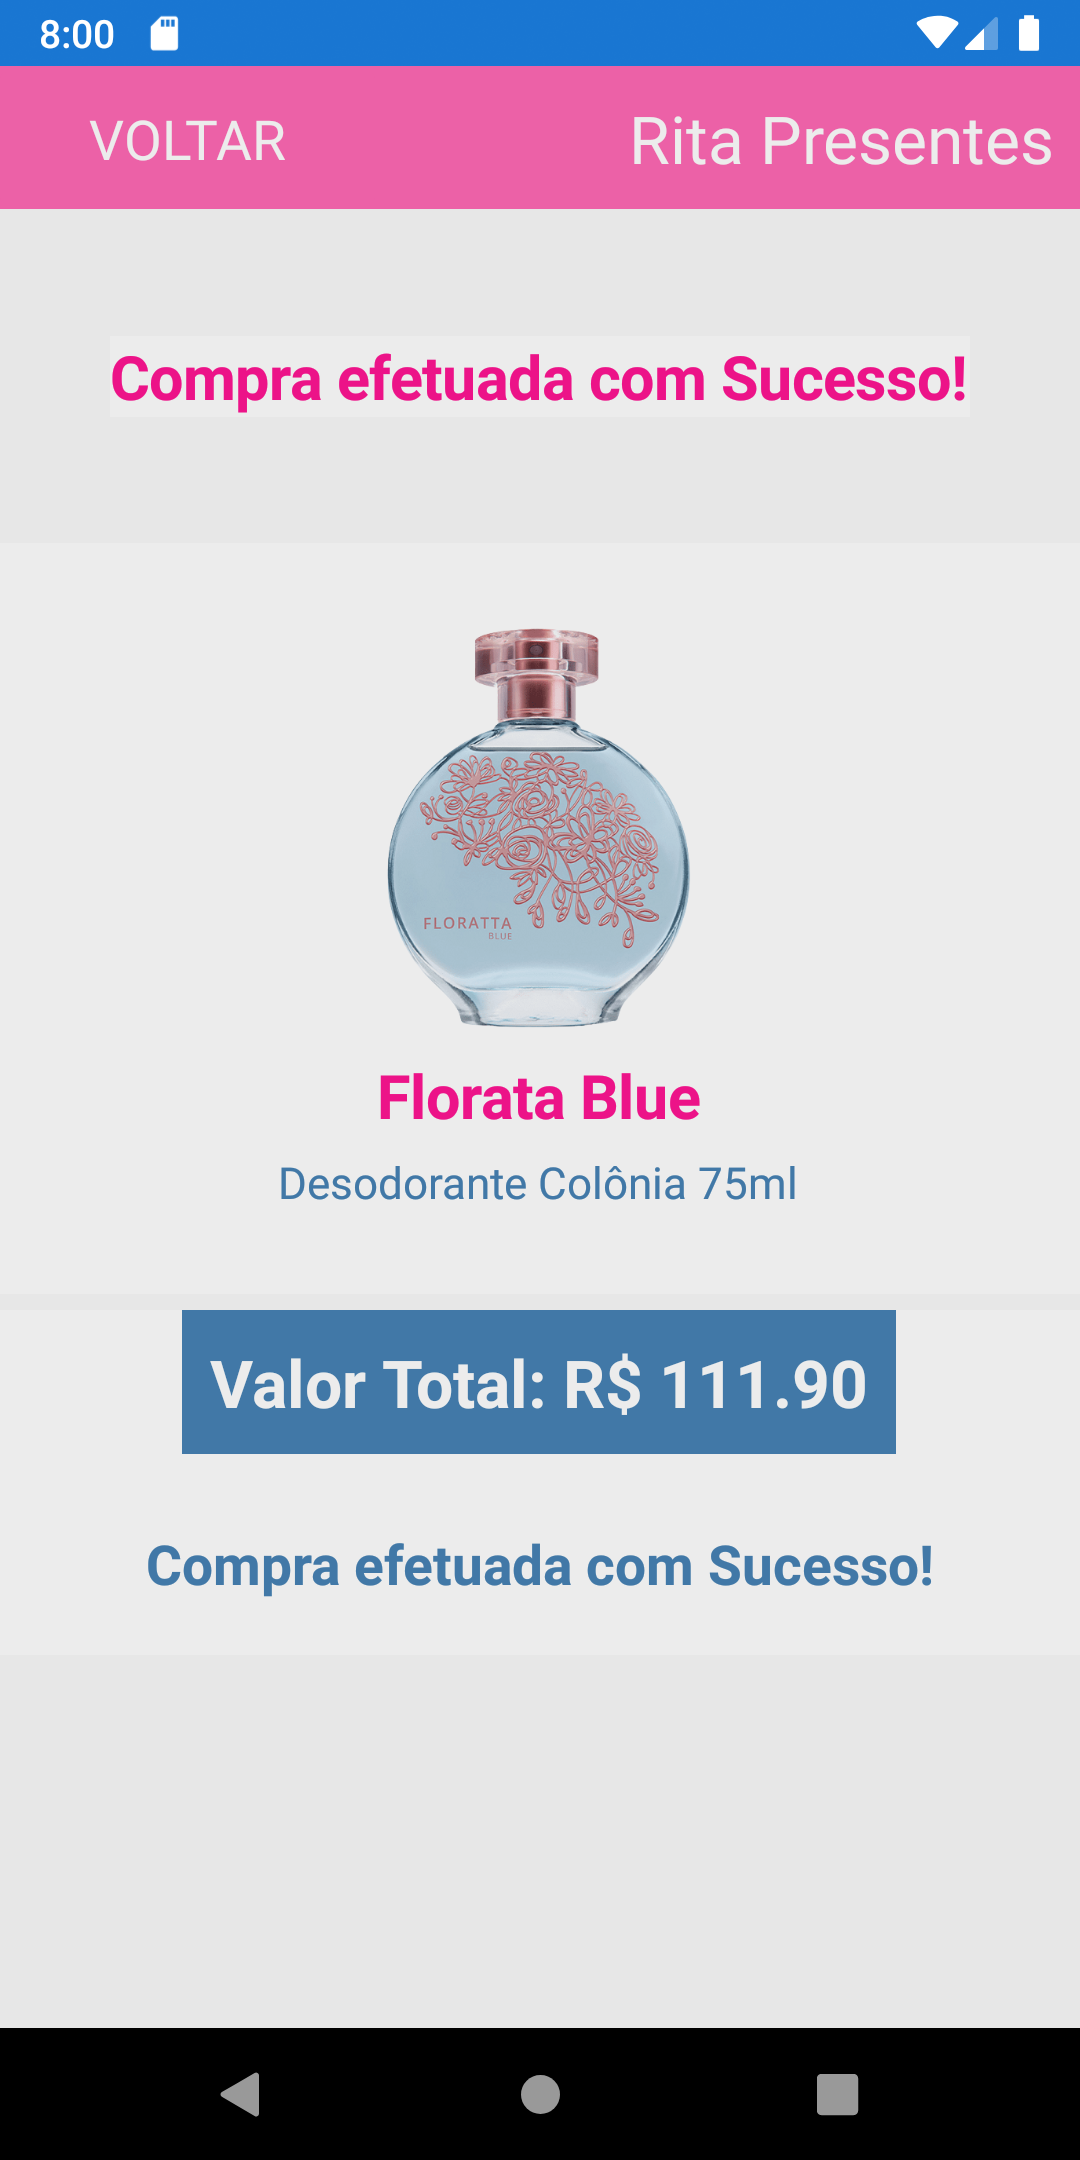 8:00
VOLTAR
Rita Presentes
Compra efetuada com Sucesso!
FLORATTA
BLUE
Florata Blue
Desodorante Colônia 75ml
Valor Total: R$ 111.90
Compra efetuada com Sucesso!